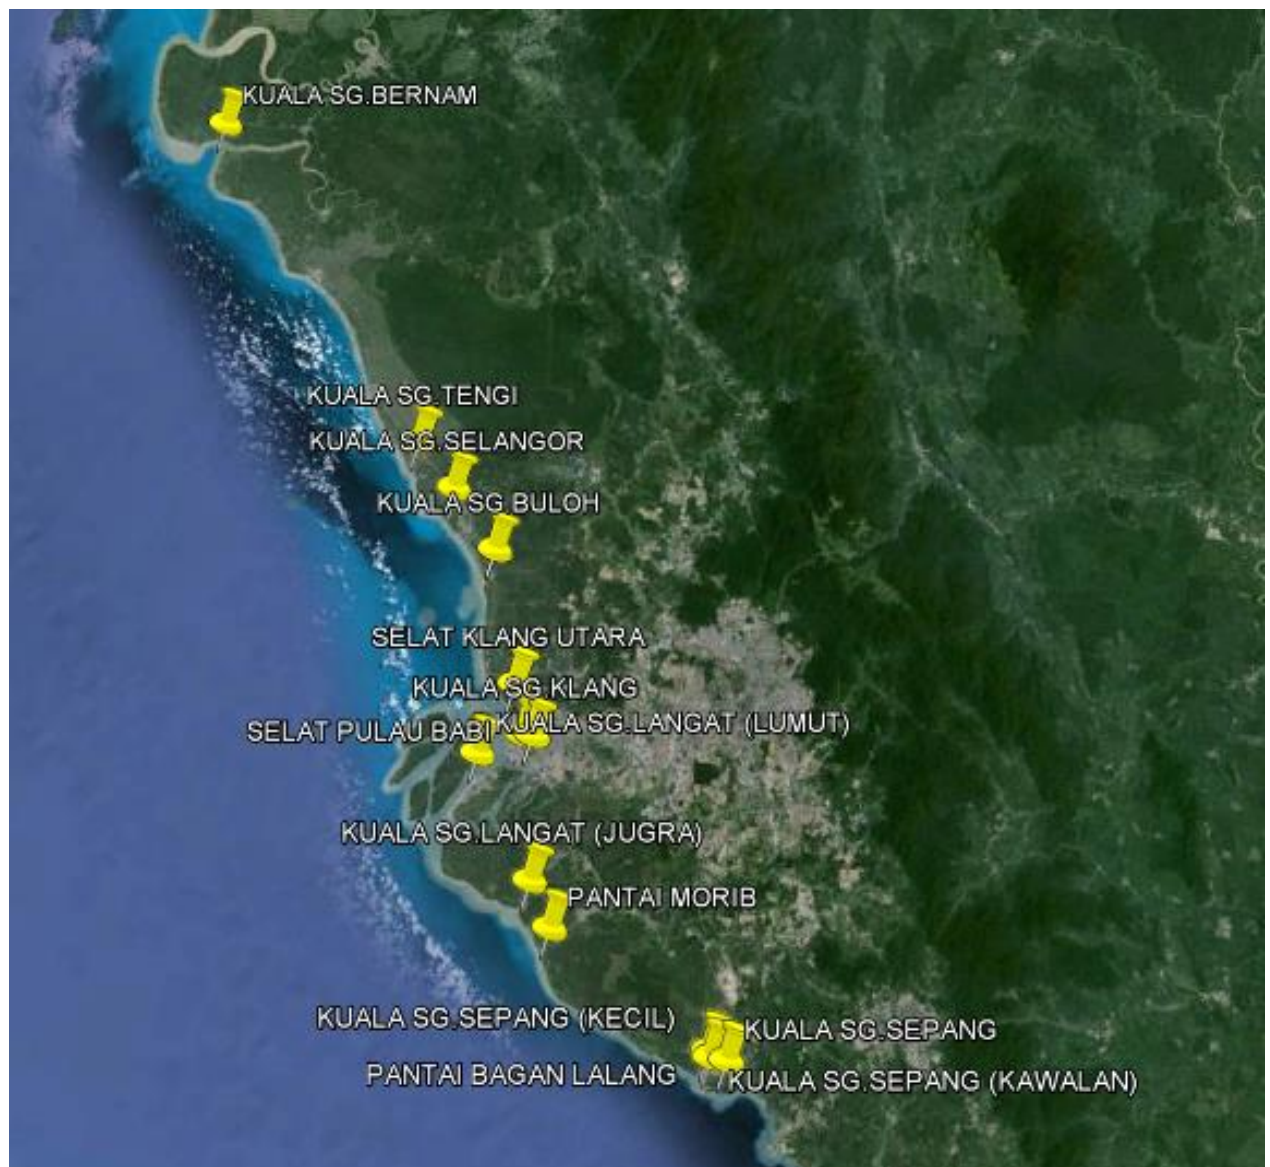 KUALA SG.BERNAM
KUALA SG.TENGI
KUALA SG.SELANGOR
KUALA SG.BULOH
SELAT KLANG UTARA
KUALA SG.KLANG
KUALA SG.LANGAT (LUMUT)
SELAT PULAU BABI
KUALA SG.LANGAT (JUGRA)
PANTAI MORIB
KUALA SG.SEPANG (KECIL)
KUALA SG.SEPANG
PANTAI BAGAN LALANG
KUALA SG.SEPANG (KAWALAN)